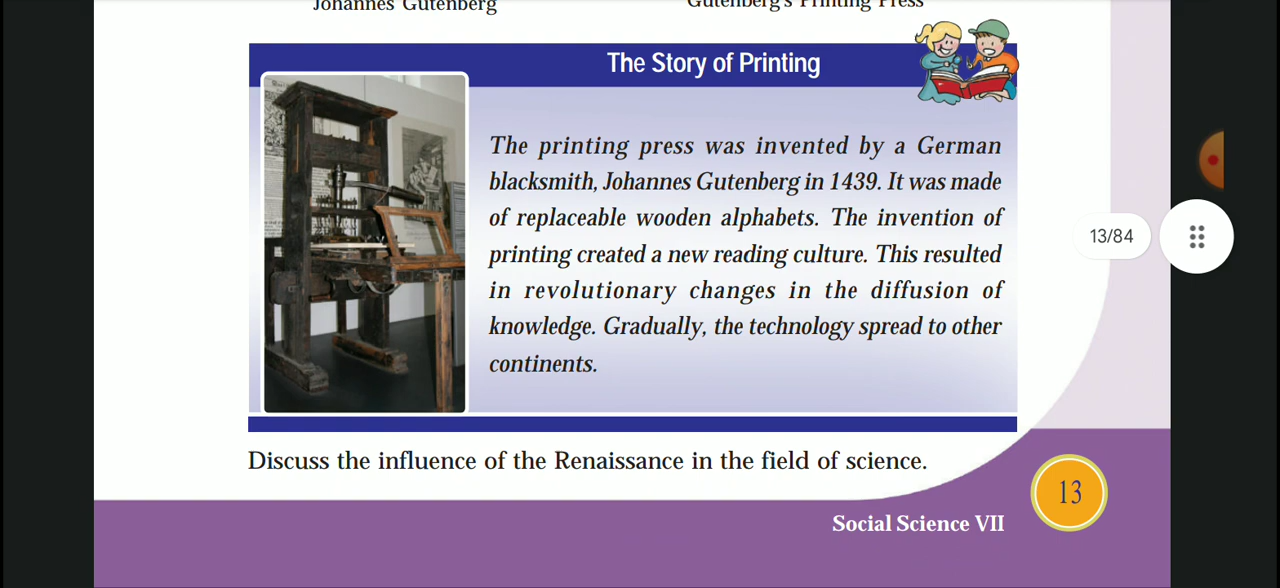 Johannes Gutenberg
Gutenberg's Printing Press
The Story of Printing
The printing press was invented by a German
blacksmith, Johannes Gutenberg in 1439. It was made
of replaceable wooden alphabets. The invention of
printing created a new reading culture. This resulted
in revolutionary changes in the diffusion of
knowledge. Gradually, the technology spread to other
continents.
13/84
Discuss the influence of the Renaissance in the field of science.
13
Social Science VII